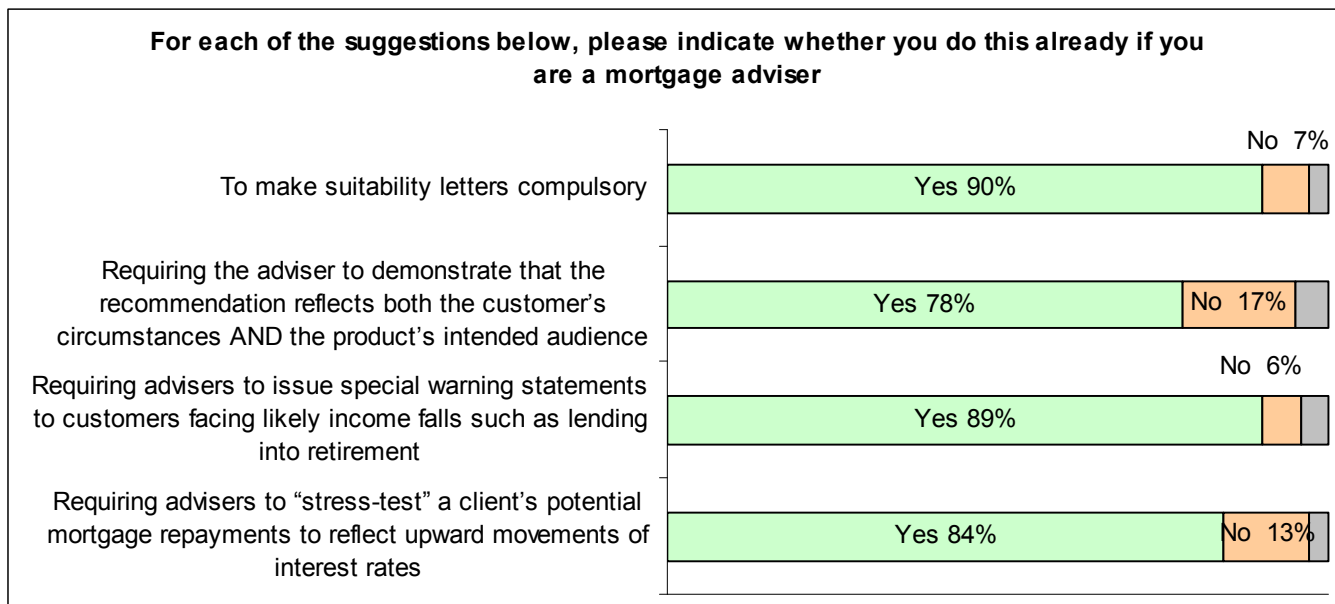 For each of the suggestions below, please indicate whether you do this already if you
are a mortgage adviser
No 7%
To make suitability letters compulsory
Yes 90%
Requiring the adviser to demonstrate that the
recommendation reflects both the customer’s
circumstances AND the product’s intended audience
Yes 78%
No 17%
No 6%
Requiring advisers to issue special warning statements
to customers facing likely income falls such as lending
into retirement
Yes 89%
Requiring advisers to “stress-test” a client’s potential
mortgage repayments to reflect upward movements of
interest rates
Yes 84%
No 13%